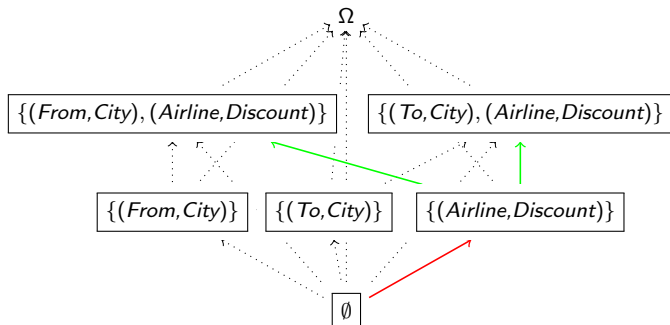 Ω
{(From,City),(Airline,Discount)} {(To,City),(Airline,Discount)}
{(From,City)} {(To,City)} {(Airline,Discount)}
∅